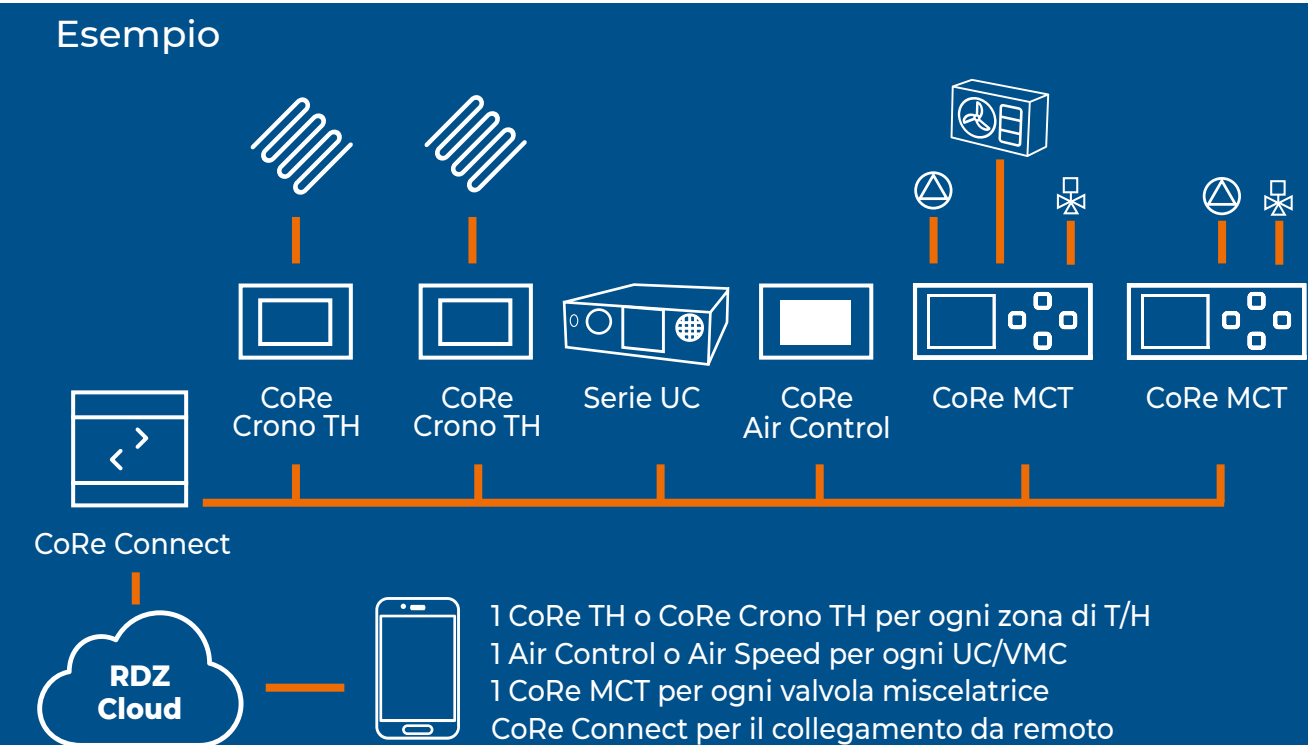 Esempio
CoRe
Crono TH
CoRe
Crono TH
Serie UC
CoRe
Air Control
CoRe MCT
CoRe MCT
CoRe Connect
RDZ
Cloud
1 CoRe TH o CoRe Crono TH per ogni zona di T/H
1 Air Control o Air Speed per ogni UC/VMC
1 CoRe MCT per ogni valvola miscelatrice
CoRe Connect per il collegamento da remoto